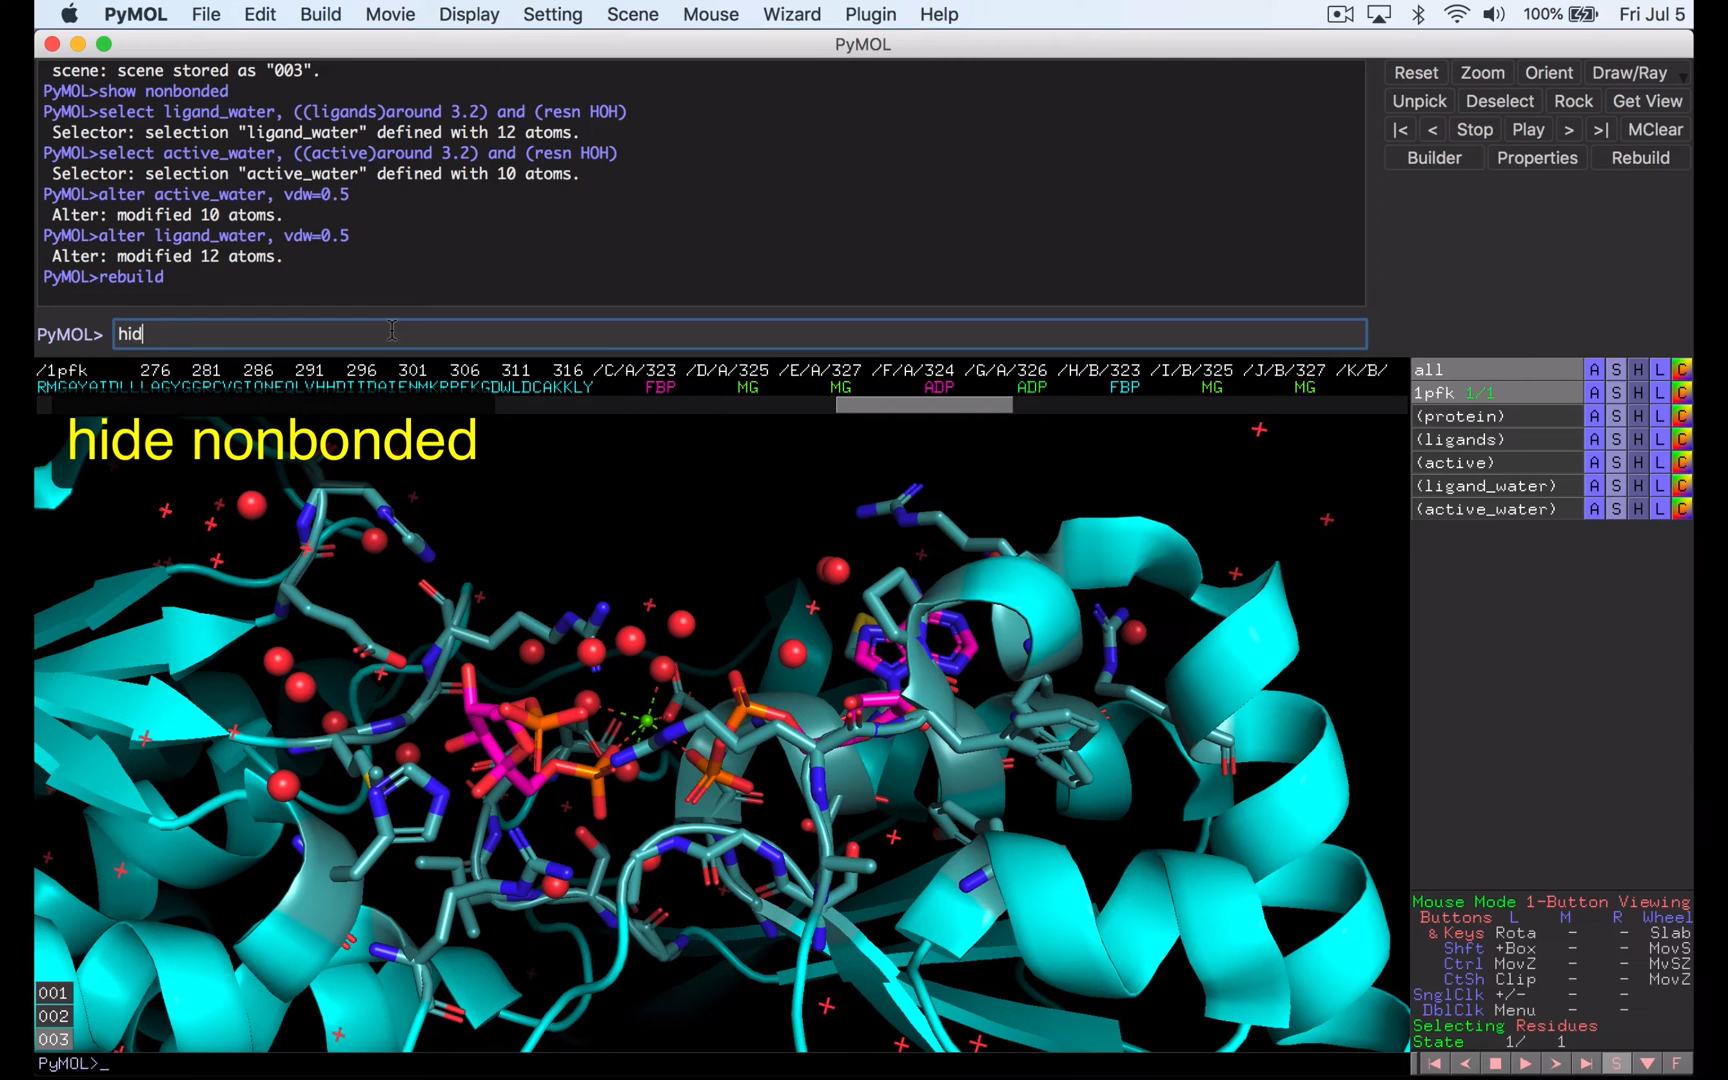 PyMOL File Edit Build Movie Display Setting Scene Mouse Wizard Plugin Help 100% Fri Jul 5
PyMOL
scene: scene stored as "003".
PyMOL>show nonbonded
PyMOL>select ligand_water, ((ligands)around 3.2) and (resn HOH)
Selector: selection "ligand_water" defined with 12 atoms.
PyMOL>select active_water, ((active)around 3.2) and (resn HOH)
Selector: selection "active_water" defined with 10 atoms.
PyMOL>alter active_water, vdw=0.5
Alter: modified 10 atoms.
PyMOL>alter ligand_water, vdw=0.5
Alter: modified 12 atoms.
PyMOL>rebuild
PyMOL> hid
Reset Zoom Orient Draw/Ray
Unpick Deselect Rock Get View
|< < Stop Play > >| MClear
Builder Properties Rebuild
/1pfk 276 281 286 291 296 301 306 311 316 /C/A/323 /D/A/325 /E/A/327 /F/A/324 /G/A/326 /H/B/323 /I/B/325 /J/B/327 /K/B/
RMGAYAIDLLLAGYGGRCVGIQNEQLVHHDIIDAIENMKRPFKGDWLDCAKKLY FBP MG MG ADP ADP FBP MG MG
all A S H L C
1pfk 1/1 A S H L C
(protein) A S H L C
(ligands) A S H L C
(active) A S H L C
(ligand_water) A S H L C
(active_water) A S H L C
hide nonbonded
001
002
003
Mouse Mode 1-Button Viewing
Buttons L M R Wheel
& Keys Rota – – Slab
Shft +Box – – MovS
Ctrl MovZ – – MvSZ
CtSh Clip – – MovZ
SnglClk +/- – –
DblClk Menu – –
Selecting Residues
State 1/ 1
PyMOL>_
S F